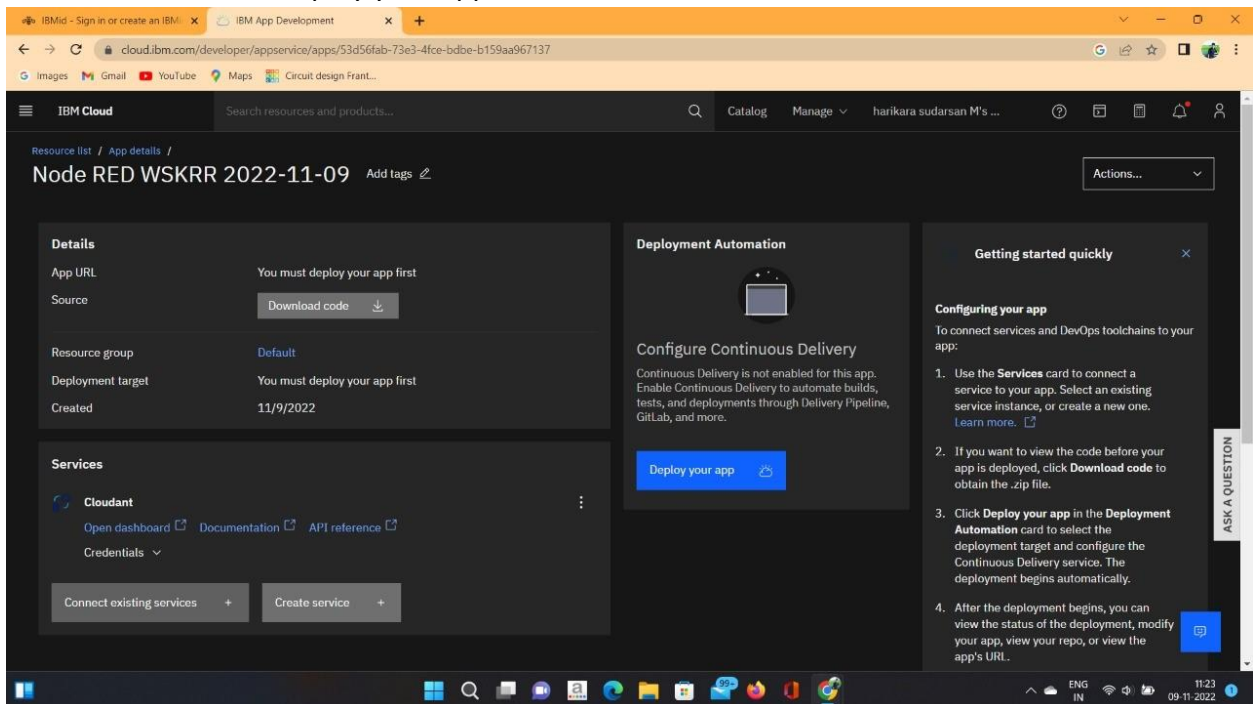 IBMid - Sign in or create an IBMi
IBM App Development
cloud.ibm.com/developer/appservice/apps/53d56fab-73e3-4fce-bdbe-b159aa967137
Images Gmail YouTube Maps Circuit design Frant...
IBM Cloud
Search resources and products...
Catalog Manage harikara sudarsan M's ...
Resource list / App details /
Node RED WSKRR 2022-11-09 Add tags
Actions...
Details
App URL You must deploy your app first
Source Download code
Resource group Default
Deployment target You must deploy your app first
Created 11/9/2022
Services
Cloudant
Open dashboard Documentation API reference
Credentials
Connect existing services +
Create service +
Deployment Automation
Configure Continuous Delivery
Continuous Delivery is not enabled for this app.
Enable Continuous Delivery to automate builds,
tests, and deployments through Delivery Pipeline,
GitLab, and more.
Deploy your app
Getting started quickly
Configuring your app
To connect services and DevOps toolchains to your
app:
1. Use the Services card to connect a
service to your app. Select an existing
service instance, or create a new one.
Learn more.
2. If you want to view the code before your
app is deployed, click Download code to
obtain the .zip file.
3. Click Deploy your app in the Deployment
Automation card to select the
deployment target and configure the
Continuous Delivery service. The
deployment begins automatically.
4. After the deployment begins, you can
view the status of the deployment, modify
your app, view your repo, or view the
app's URL.
ASK A QUESTION
99+
ENG
IN
11:23
09-11-2022
1